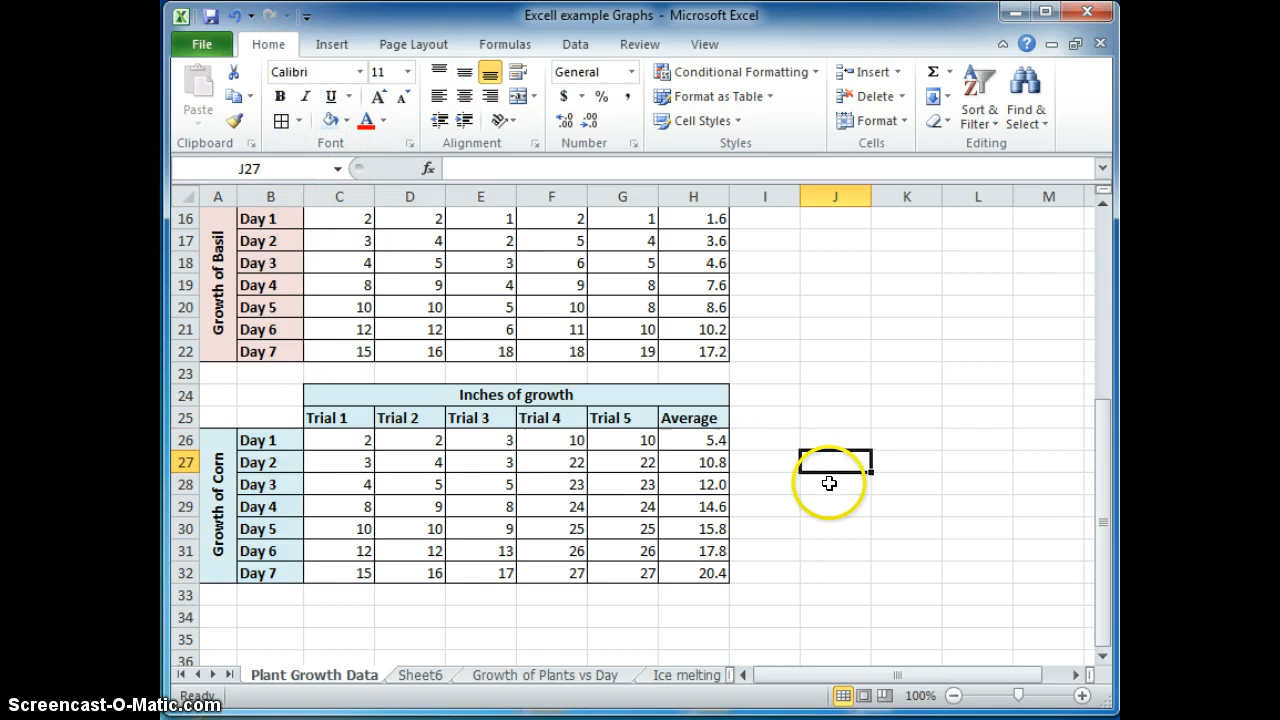 Excell example Graphs - Microsoft Excel
File Home Insert Page Layout Formulas Data Review View
Paste
Calibri 11
B I U
General
$ % ,
Conditional Formatting
Format as Table
Cell Styles
Insert
Delete
Format
Σ
Sort & Filter
Find & Select
Clipboard Font Alignment Number Styles Cells Editing
J27 fx
A B C D E F G H I J K L M
Growth of Basil
16 Day 1 2 2 1 2 1 1.6
17 Day 2 3 4 2 5 4 3.6
18 Day 3 4 5 3 6 5 4.6
19 Day 4 8 9 4 9 8 7.6
20 Day 5 10 10 5 10 8 8.6
21 Day 6 12 12 6 11 10 10.2
22 Day 7 15 16 18 18 19 17.2
23
24 Inches of growth
25 Trial 1 Trial 2 Trial 3 Trial 4 Trial 5 Average
Growth of Corn
26 Day 1 2 2 3 10 10 5.4
27 Day 2 3 4 3 22 22 10.8
28 Day 3 4 5 5 23 23 12.0
29 Day 4 8 9 8 24 24 14.6
30 Day 5 10 10 9 25 25 15.8
31 Day 6 12 12 13 26 26 17.8
32 Day 7 15 16 17 27 27 20.4
33
34
35
36
Plant Growth Data Sheet6 Growth of Plants vs Day Ice melting
Ready 100%
Screencast-O-Matic.com